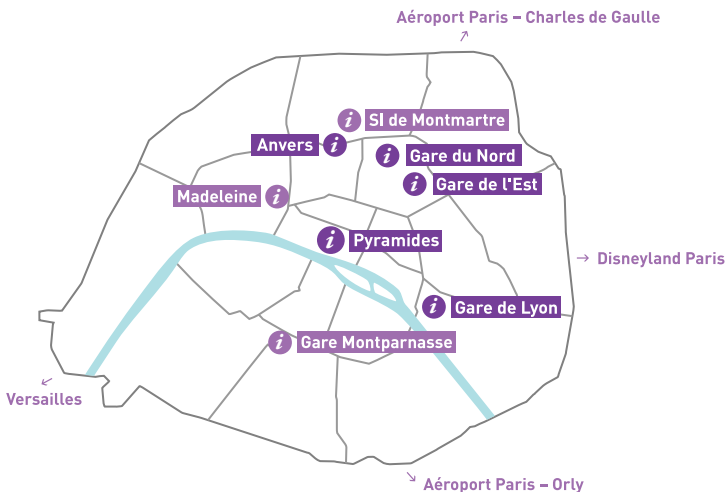 Aéroport Paris – Charles de Gaulle
i SI de Montmartre
Anvers i
i Gare du Nord
i Gare de l'Est
Madeleine i
i Pyramides
→ Disneyland Paris
i Gare de Lyon
i Gare Montparnasse
Versailles
Aéroport Paris – Orly